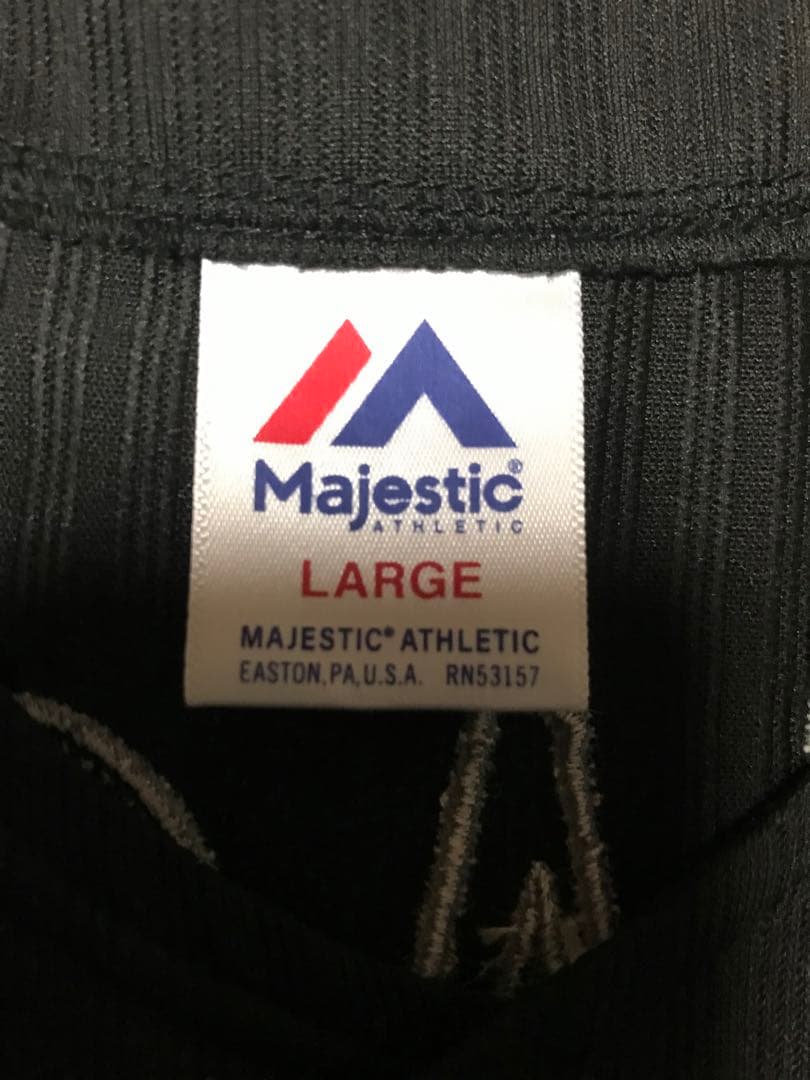 Majestic®
ATHLETIC
LARGE
MAJESTIC® ATHLETIC
EASTON, PA, U.S.A. RN53157